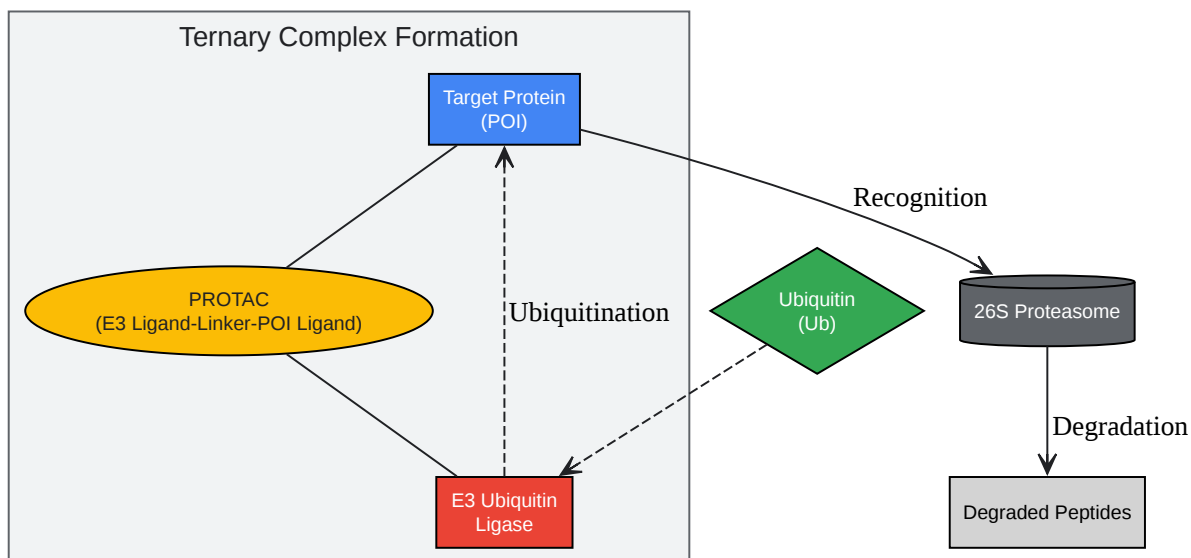 Ternary Complex Formation
Target Protein
(POI)
Recognition
PROTAC
(E3 Ligand-Linker-POI Ligand)
Ubiquitination
Ubiquitin
(Ub)
26S Proteasome
Degradation
E3 Ubiquitin
Ligase
Degraded Peptides